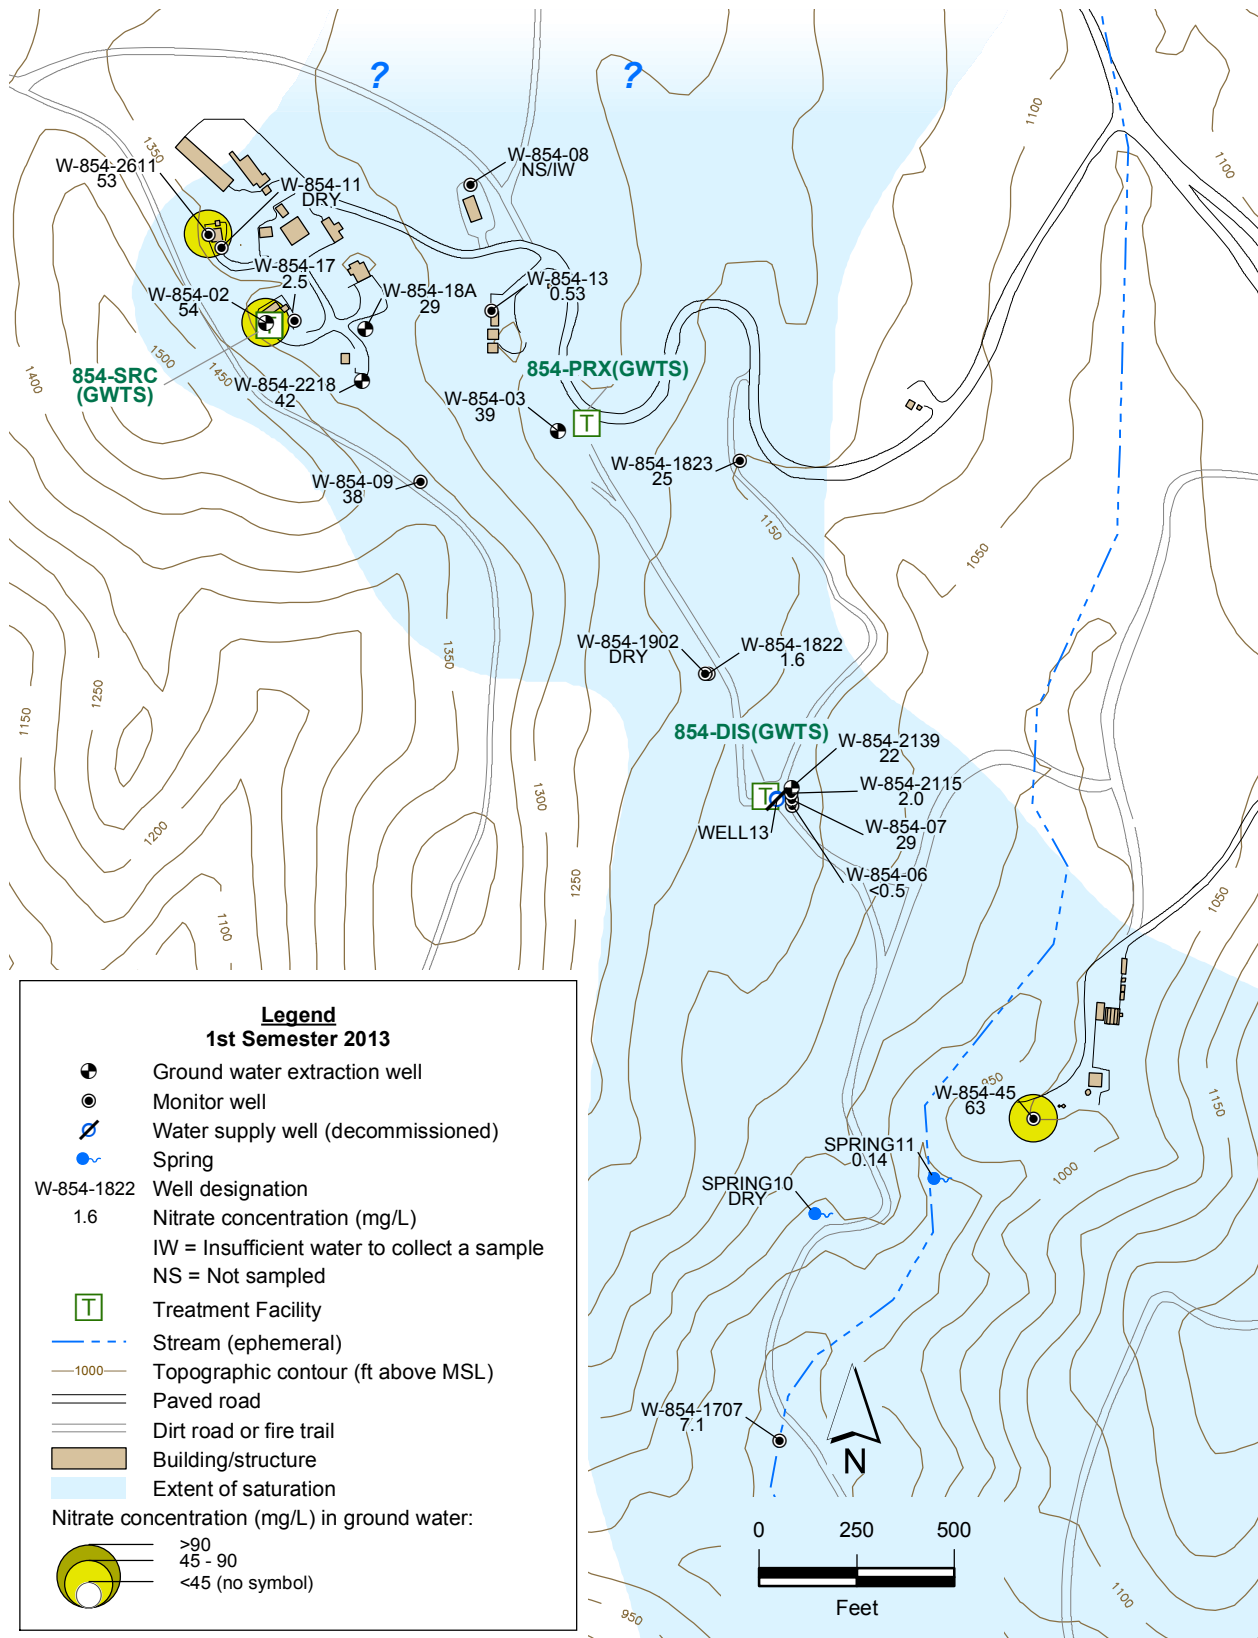 ?
?
1100
1100
1350
W-854-2611
53
W-854-08
NS/IW
W-854-11
DRY
W-854-17
2.5
W-854-13
0.53
W-854-02
54
W-854-18A
29
T
1500
1400
1450
854-SRC
(GWTS)
W-854-2218
42
854-PRX(GWTS)
W-854-03
39
T
W-854-1823
25
W-854-09
38
1150
1050
W-854-1902
DRY
W-854-1822
1.6
1350
1250
1150
854-DIS(GWTS)
W-854-2139
22
W-854-2115
2.0
T
WELL13
W-854-07
29
1300
1200
W-854-06
<0.5
1250
1050
1100
Legend
1st Semester 2013
Ground water extraction well
Monitor well
Water supply well (decommissioned)
Spring
W-854-1822 Well designation
1.6 Nitrate concentration (mg/L)
IW = Insufficient water to collect a sample
NS = Not sampled
T Treatment Facility
Stream (ephemeral)
1000 Topographic contour (ft above MSL)
Paved road
Dirt road or fire trail
Building/structure
Extent of saturation
Nitrate concentration (mg/L) in ground water:
>90
45 - 90
<45 (no symbol)
950
W-854-45
63
1150
SPRING11
0.14
1000
SPRING10
DRY
W-854-1707
7.1
N
0 250 500
Feet
1100
950